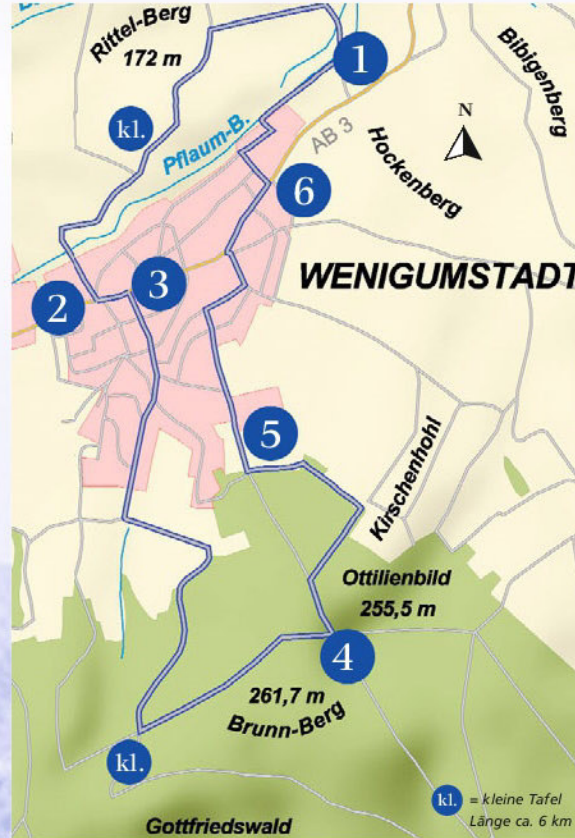 Rittel-Berg
172 m
1
Bibigenberg
kl.
Pflaum-B.
AB 3
N
Hockenberg
6
WENIGUMSTADT
3
2
5
Kirschenhohl
Ottilienbild
255,5 m
4
261,7 m
Brunn-Berg
kl.
kl. = kleine Tafel
Länge ca. 6 km
Gottfriedswald